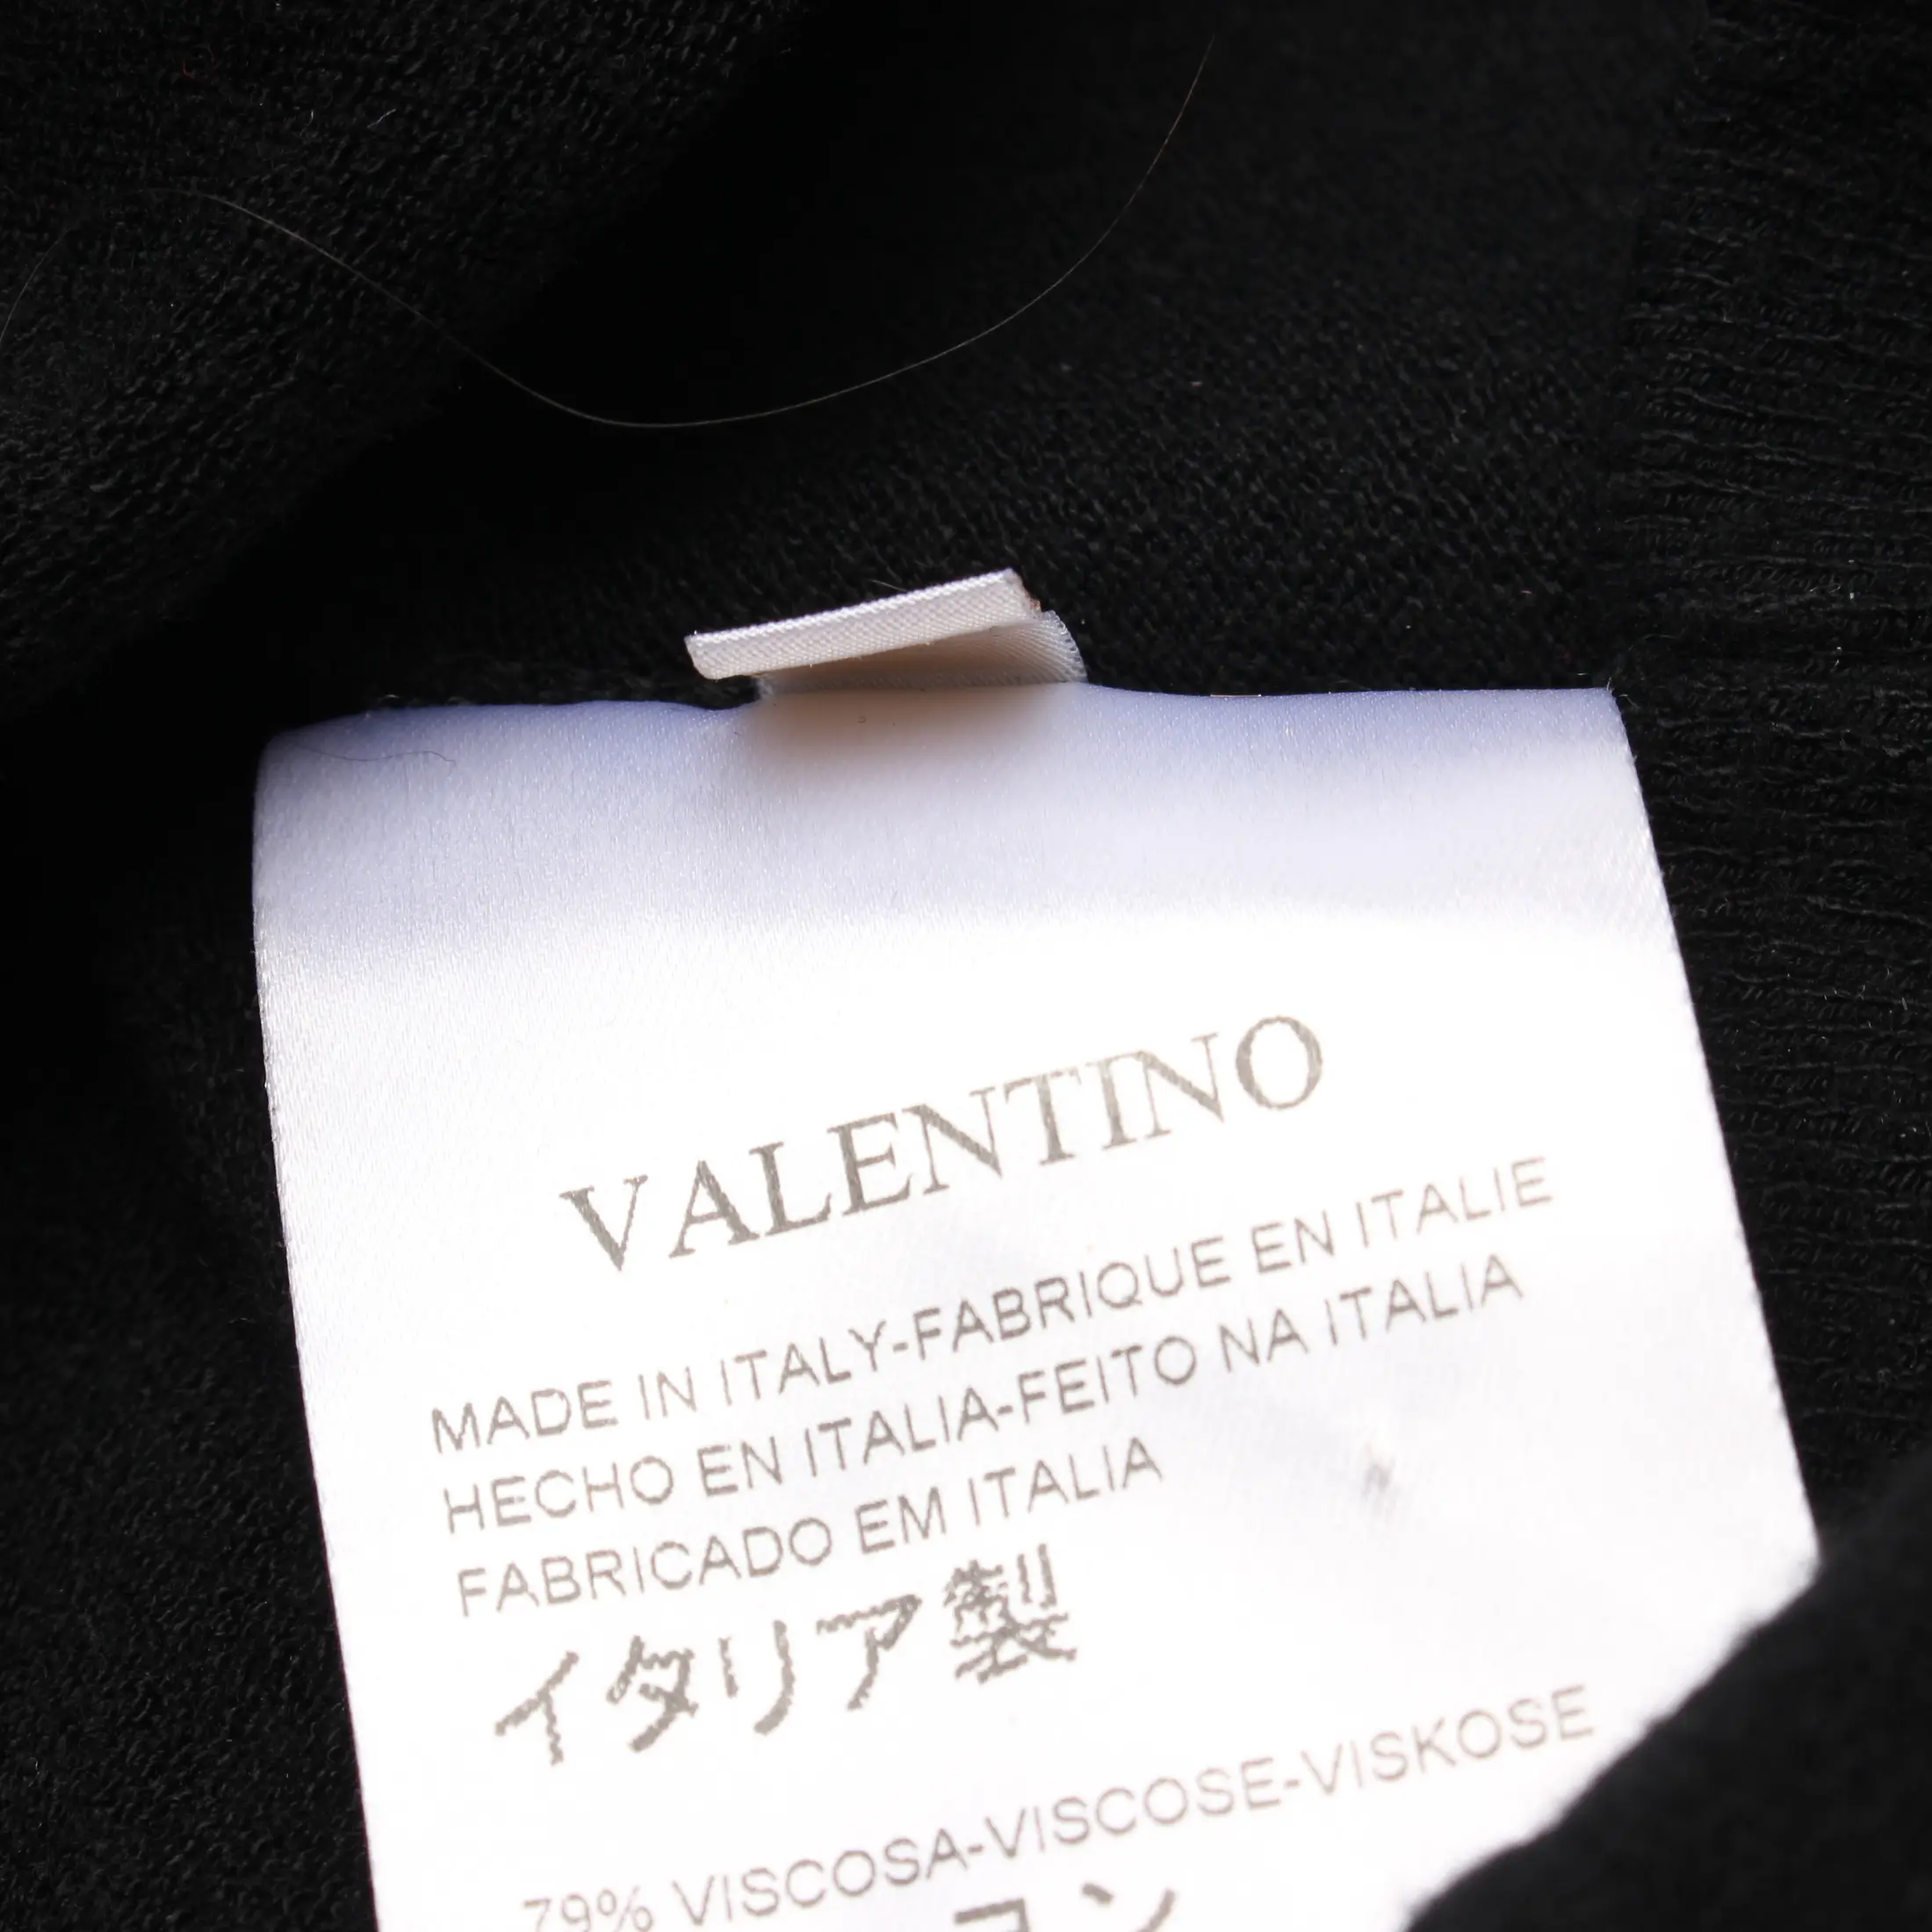 VALENTINO
MADE IN ITALY-FABRIQUE EN ITALIE
HECHO EN ITALIA-FEITO NA ITALIA
FABRICADO EM ITALIA
イタリア製
79% VISCOSA-VISCOSE-VISKOSE